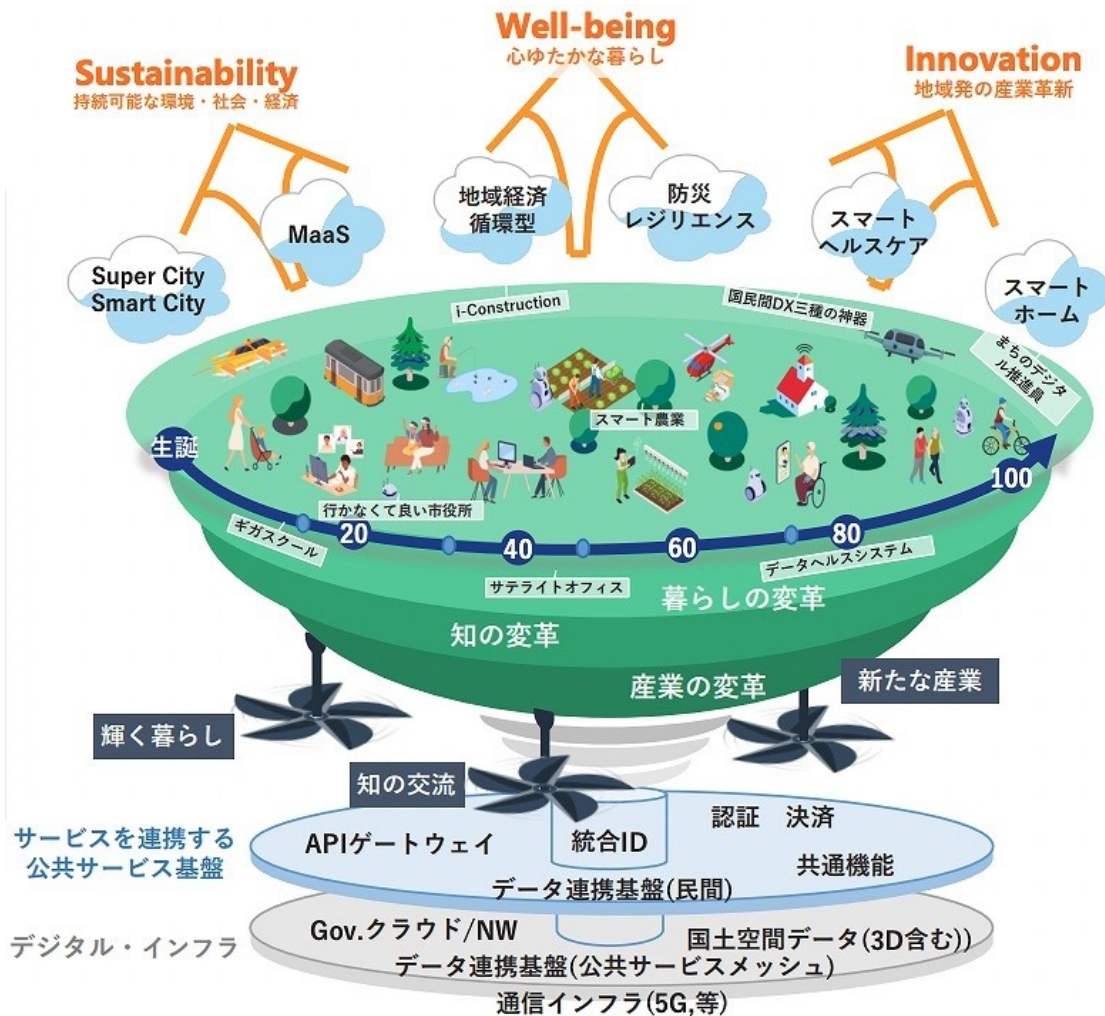 Well-being
心ゆたかな暮らし
Sustainability
持続可能な環境・社会・経済
Innovation
地域発の産業革新
MaaS
地域経済
循環型
防災
レジリエンス
スマート
ヘルスケア
Super City
Smart City
スマート
ホーム
i-Construction
国民間DX三種の神器
まちのデジタ
ル推進員
スマート農業
生誕
行かなくて良い市役所
ギガスクール
20
40
60
80
100
サテライトオフィス
データヘルスシステム
暮らしの変革
知の変革
産業の変革
新たな産業
輝く暮らし
知の交流
サービスを連携する
公共サービス基盤
APIゲートウェイ
統合ID
認証 決済
共通機能
データ連携基盤(民間)
デジタル・インフラ
Gov.クラウド/NW
国土空間データ(3D含む))
データ連携基盤(公共サービスメッシュ)
通信インフラ(5G,等)